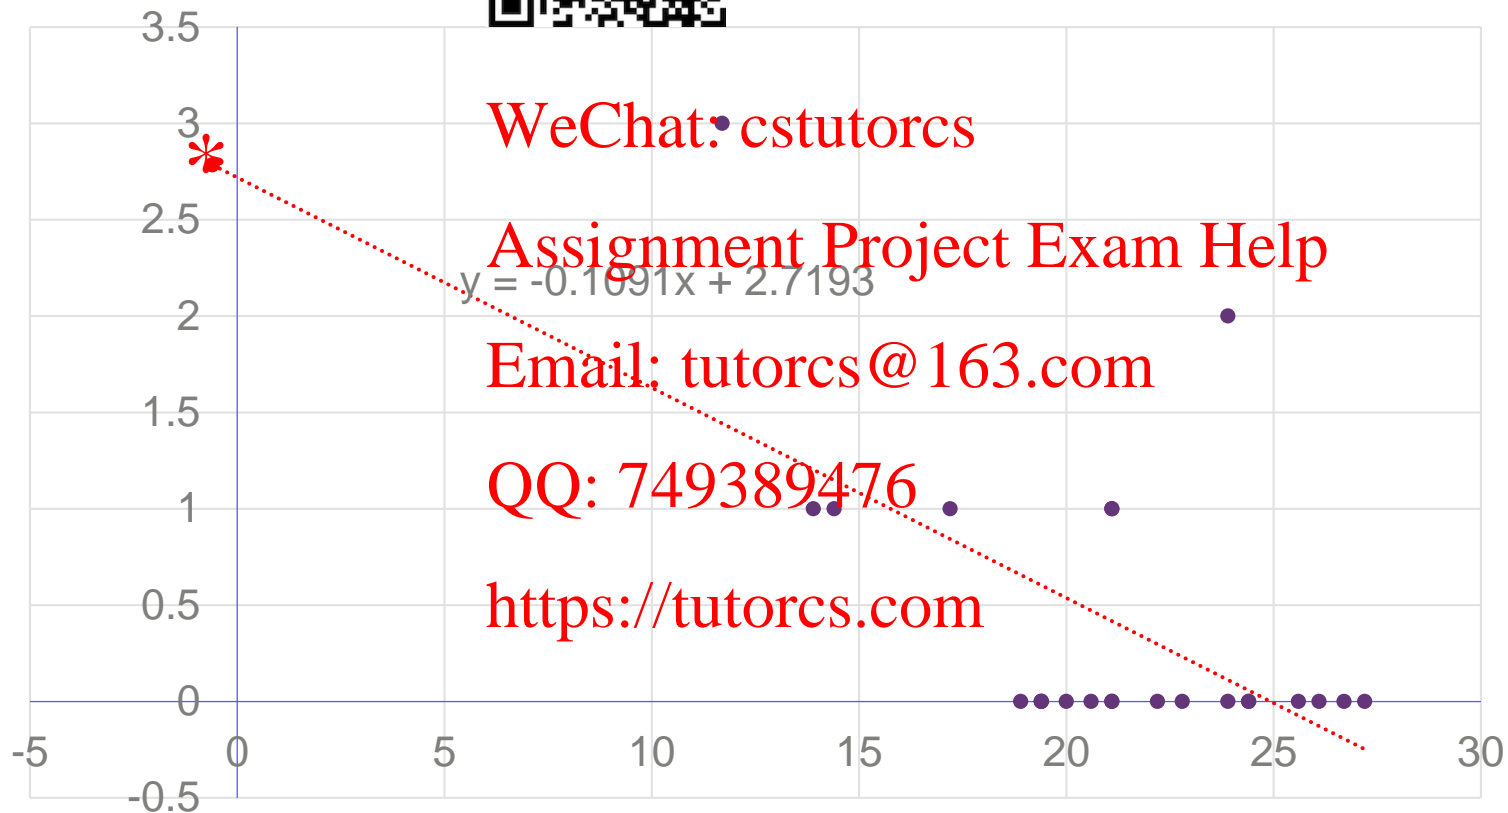 3.5
WeChat: cstutorcs
3
2.5
Assignment Project Exam Help
y = -0.1091x + 2.7193
2
Email: tutorcs@163.com
1.5
QQ: 749389476
1
0.5
https://tutorcs.com
0
-5 0 5 10 15 20 25 30
-0.5